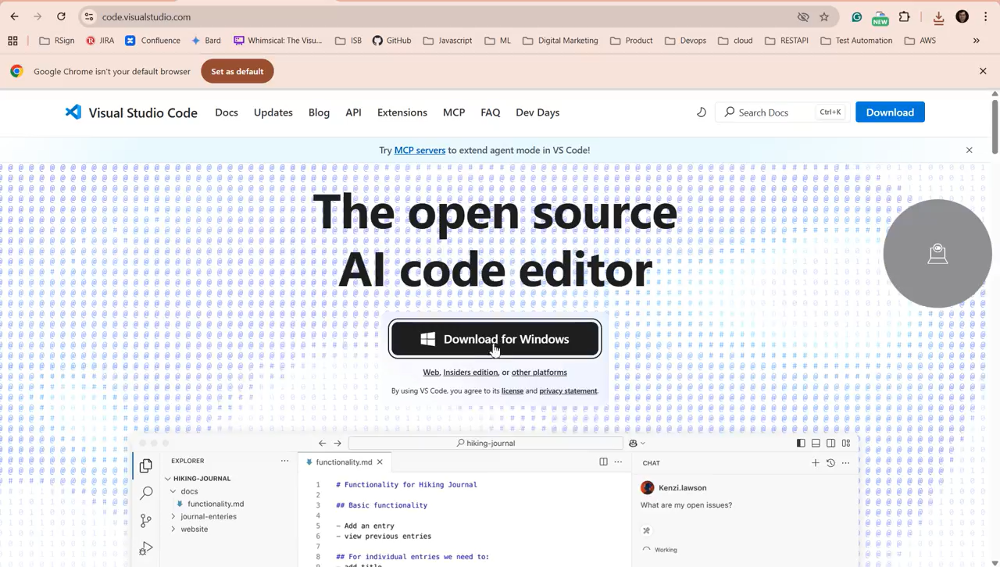 code.visualstudio.com
NEW
RSign JIRA Confluence Bard Whimsical: The Visu... ISB GitHub Javascript ML Digital Marketing Product Devops cloud RESTAPI Test Automation AWS
Google Chrome isn't your default browser Set as default
Visual Studio Code Docs Updates Blog API Extensions MCP FAQ Dev Days Search Docs Ctrl+K Download
Try MCP servers to extend agent mode in VS Code!
The open source
AI code editor
Download for Windows
Web, Insiders edition, or other platforms
By using VS Code, you agree to its license and privacy statement.
hiking-journal
EXPLORER
functionality.md
CHAT
HIKING-JOURNAL
docs
functionality.md
journal-enteries
website
1 # Functionality for Hiking Journal
2
3 ## Basic functionality
4
5 - Add an entry
6 - view previous entries
7
8 ## For individual entries we need to:
9 - add title
Kenzi.lawson
What are my open issues?
Working